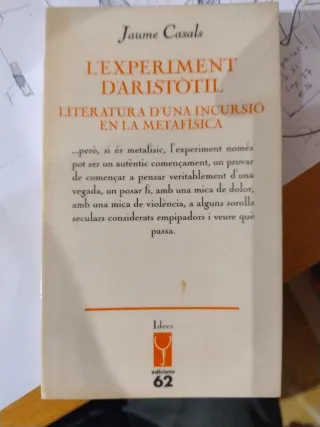 Jaume Casals
L'EXPERIMENT
D'ARISTÒTIL
LITERATURA D'UNA INCURSIÓ
EN LA METAFÍSICA
...però, si és metafísic, l'experiment només
pot ser un autèntic començament, un provar
de començar a pensar veritablement d'una
vegada, un posar fi, amb una mica de dolor,
amb una mica de violència, a alguns sorolls
seculars considerats empipadors i veure què
passa.
Idees
edicions
62